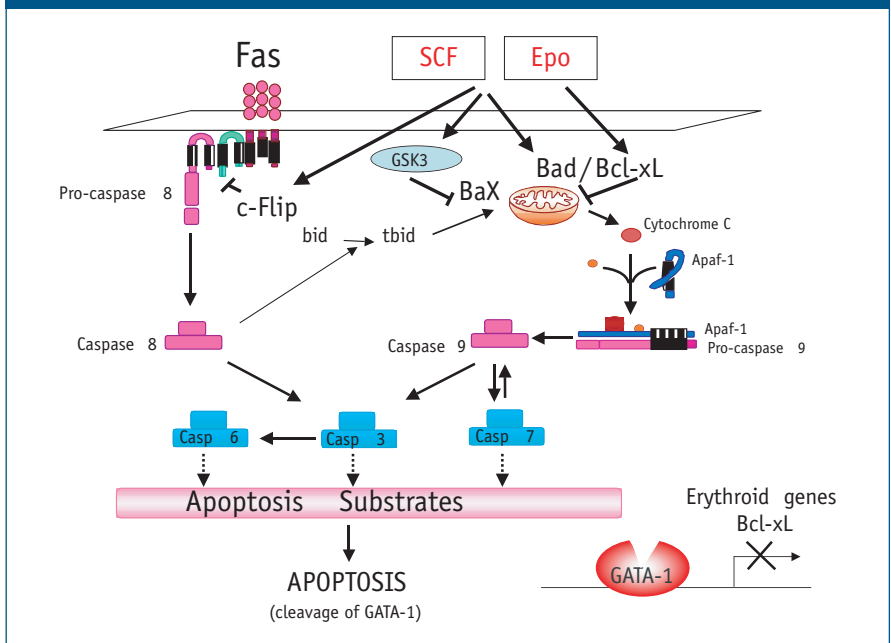 Fas
SCF
Epo
GSK3
Bad/Bcl-xL
Pro-caspase 8
c-Flip
BaX
Cytochrome C
bid
tbid
Apaf-1
Apaf-1
Caspase 8
Caspase 9
Pro-caspase 9
Casp 6
Casp 3
Casp 7
Apoptosis Substrates
Erythroid genes
Bcl-xL
APOPTOSIS
(cleavage of GATA-1)
GATA-1